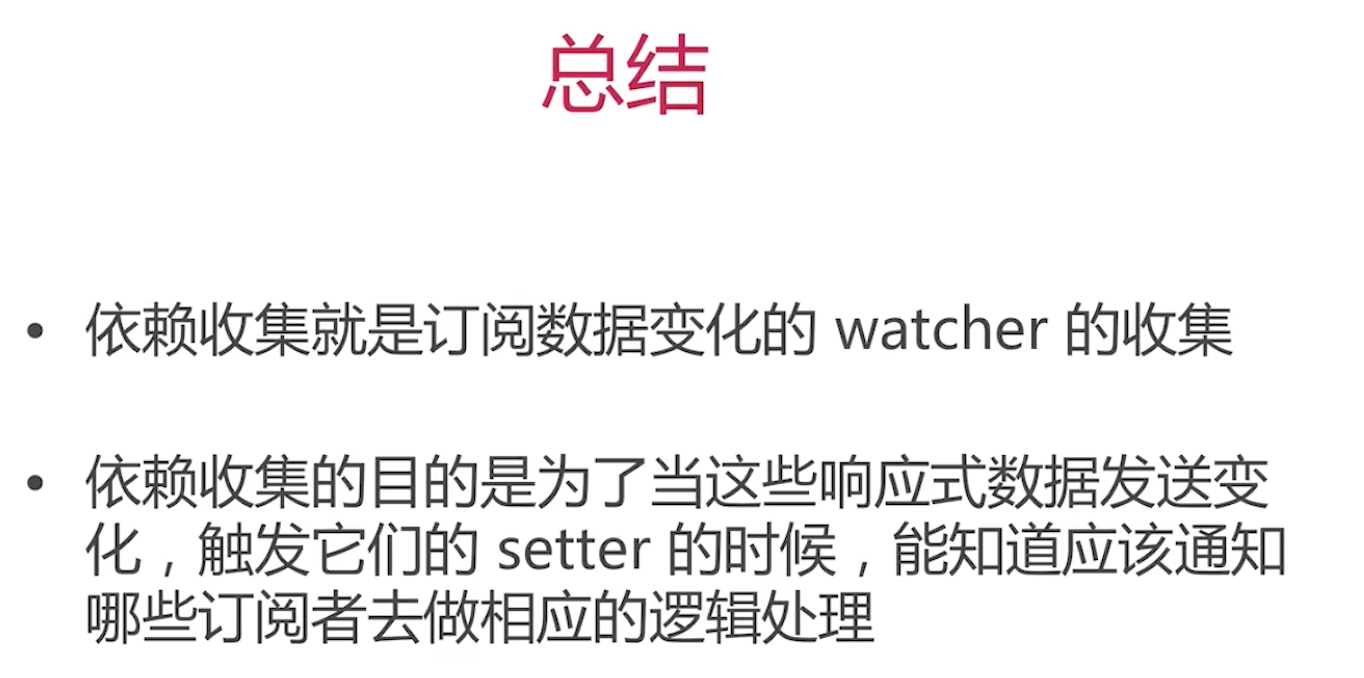 总结
• 依赖收集就是订阅数据变化的 watcher 的收集
• 依赖收集的目的是为了当这些响应式数据发送变
化，触发它们的 setter 的时候，能知道应该通知
哪些订阅者去做相应的逻辑处理